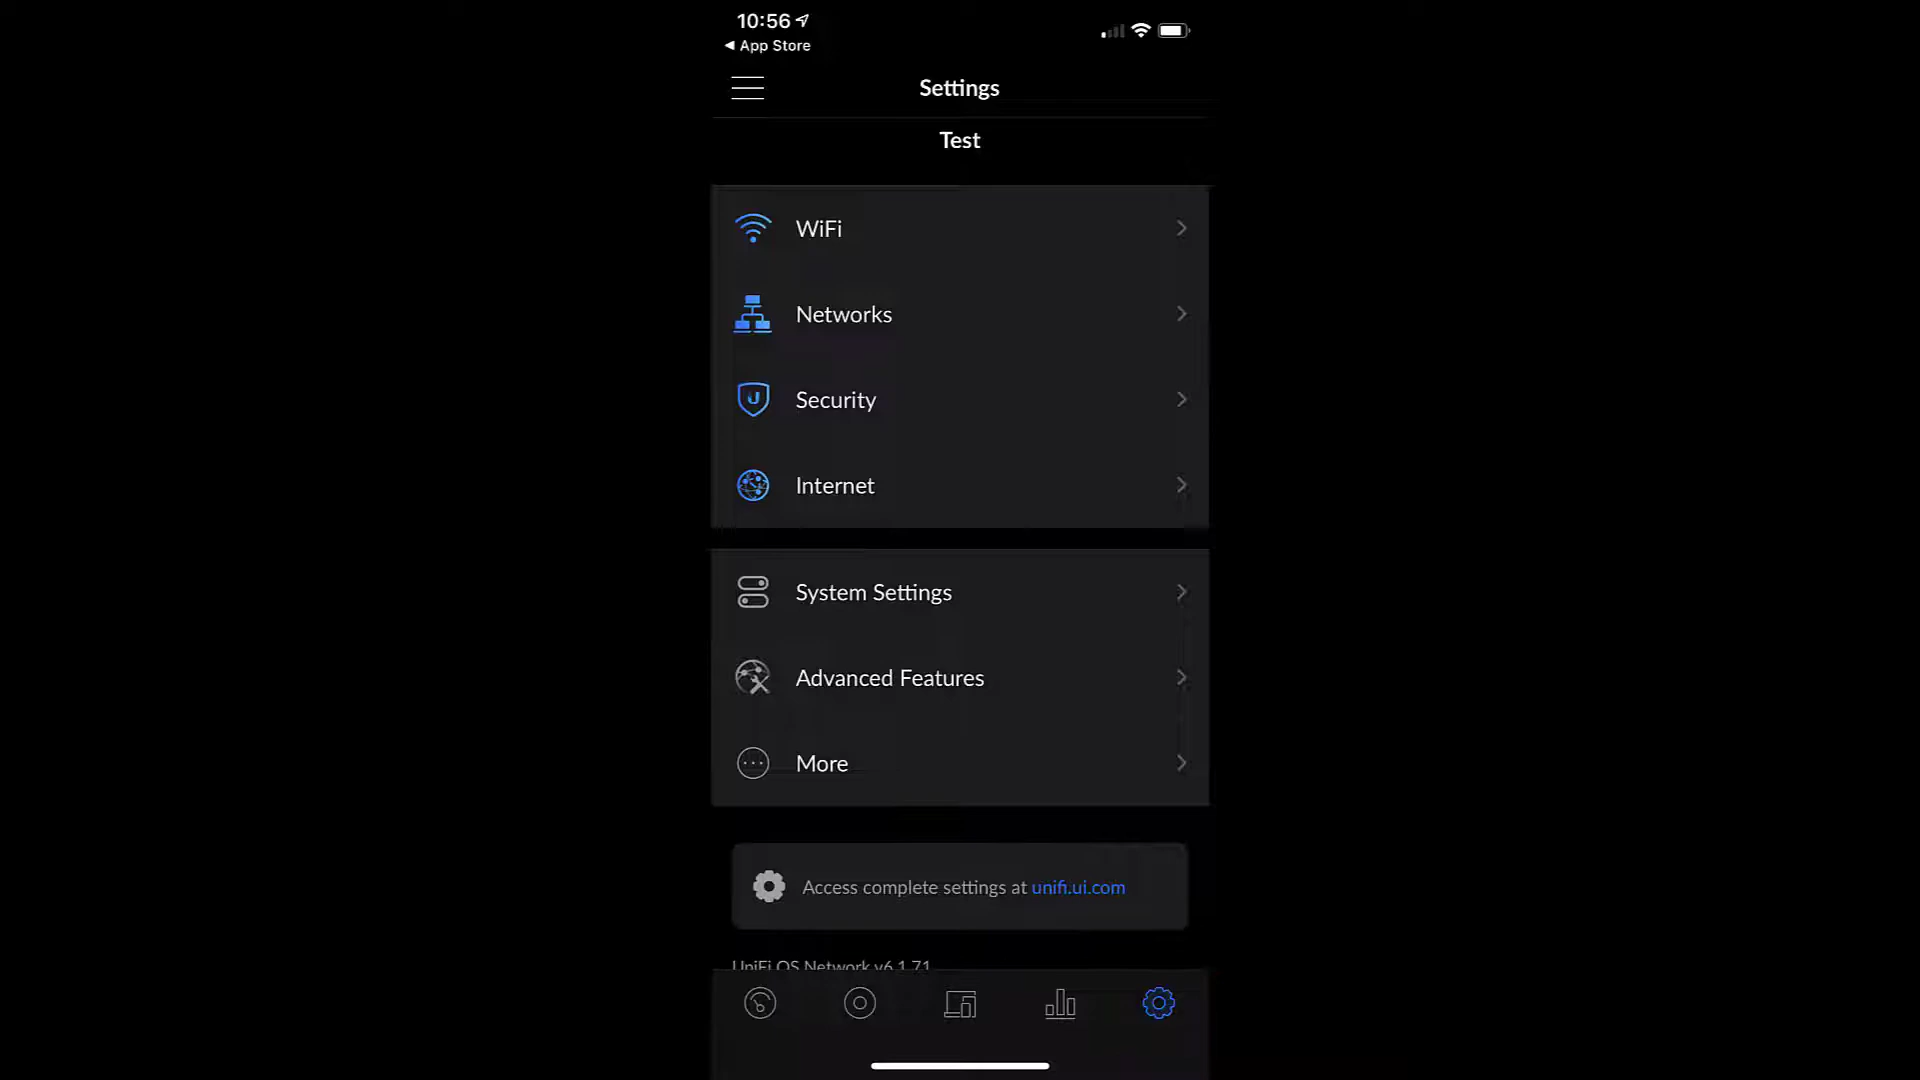 10:56
◀ App Store
Settings
Test
WiFi
Networks
Security
Internet
System Settings
Advanced Features
More
Access complete settings at unifi.ui.com
UniFi OS Network v6.1.71